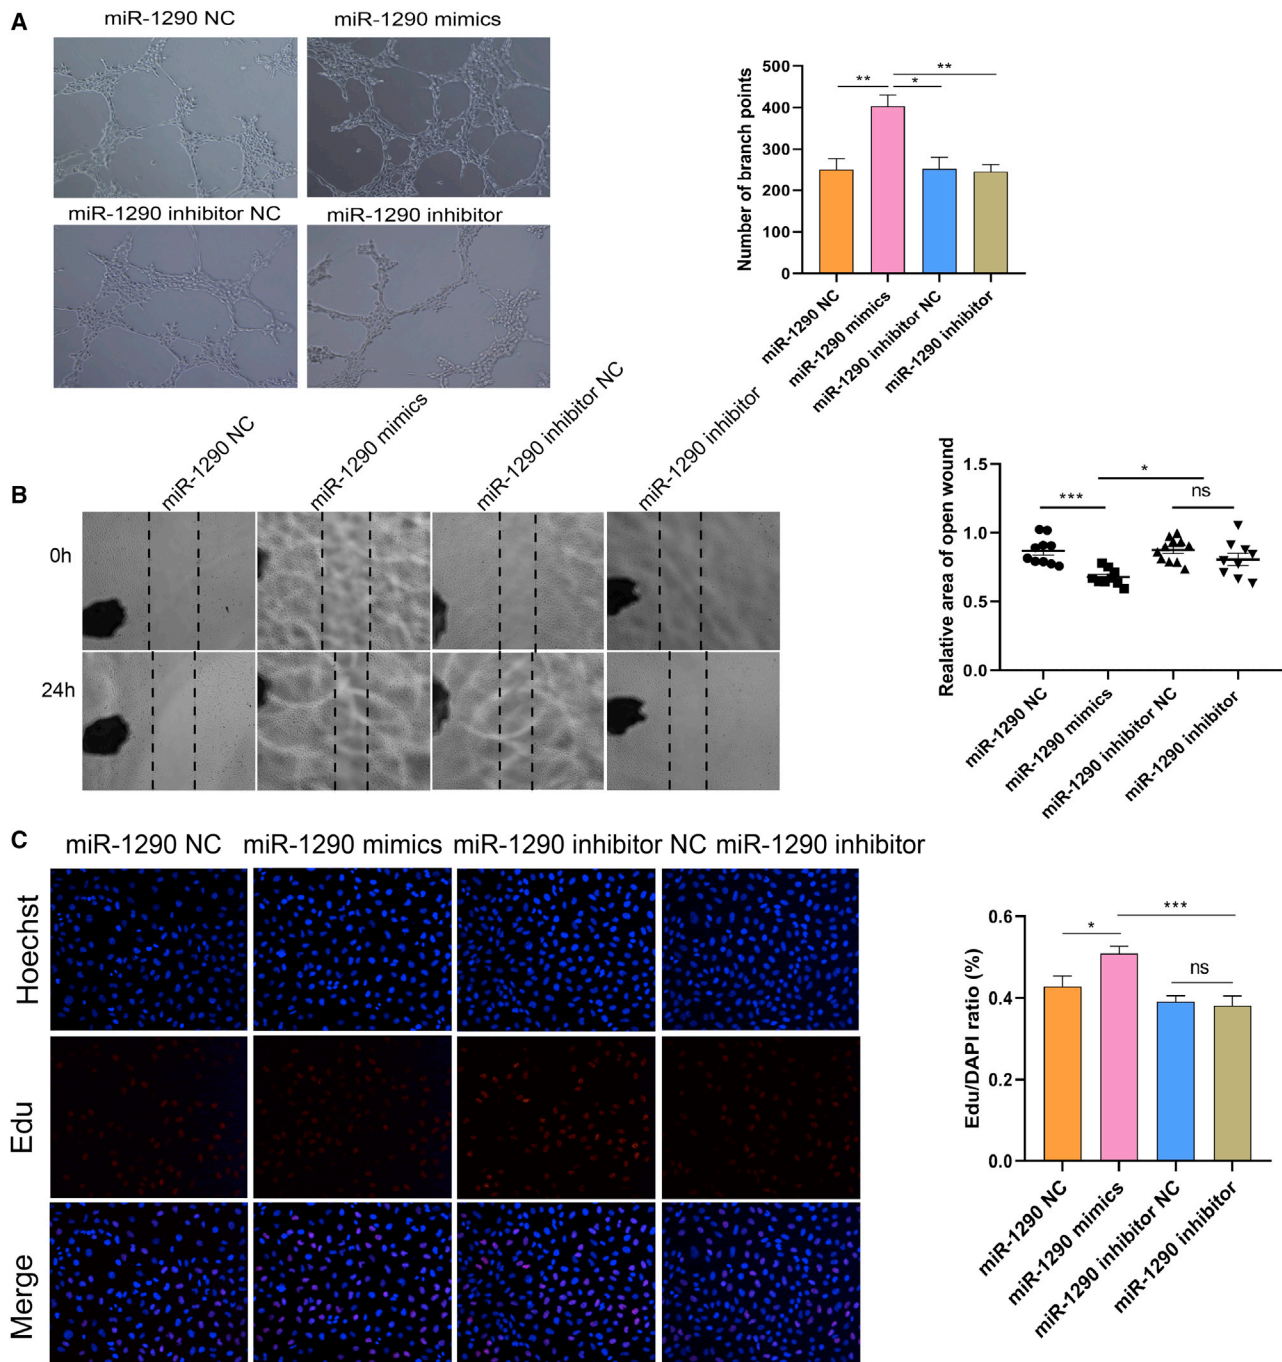 A
miR-1290 NC
miR-1290 mimics
miR-1290 inhibitor NC
miR-1290 inhibitor
Number of branch points
500
400
300
200
100
0
**
*
**
miR-1290 NC
miR-1290 mimics
miR-1290 inhibitor NC
miR-1290 inhibitor
B
miR-1290 NC
miR-1290 mimics
miR-1290 inhibitor NC
miR-1290 inhibitor
0h
24h
Realative area of open wound
1.5
1.0
0.5
0.0
***
*
ns
miR-1290 NC
miR-1290 mimics
miR-1290 inhibitor NC
miR-1290 inhibitor
C
miR-1290 NC
miR-1290 mimics
miR-1290 inhibitor NC
miR-1290 inhibitor
Hoechst
Edu
Merge
Edu/DAPI ratio (%)
0.6
0.4
0.2
0.0
*
***
ns
miR-1290 NC
miR-1290 mimics
miR-1290 inhibitor NC
miR-1290 inhibitor